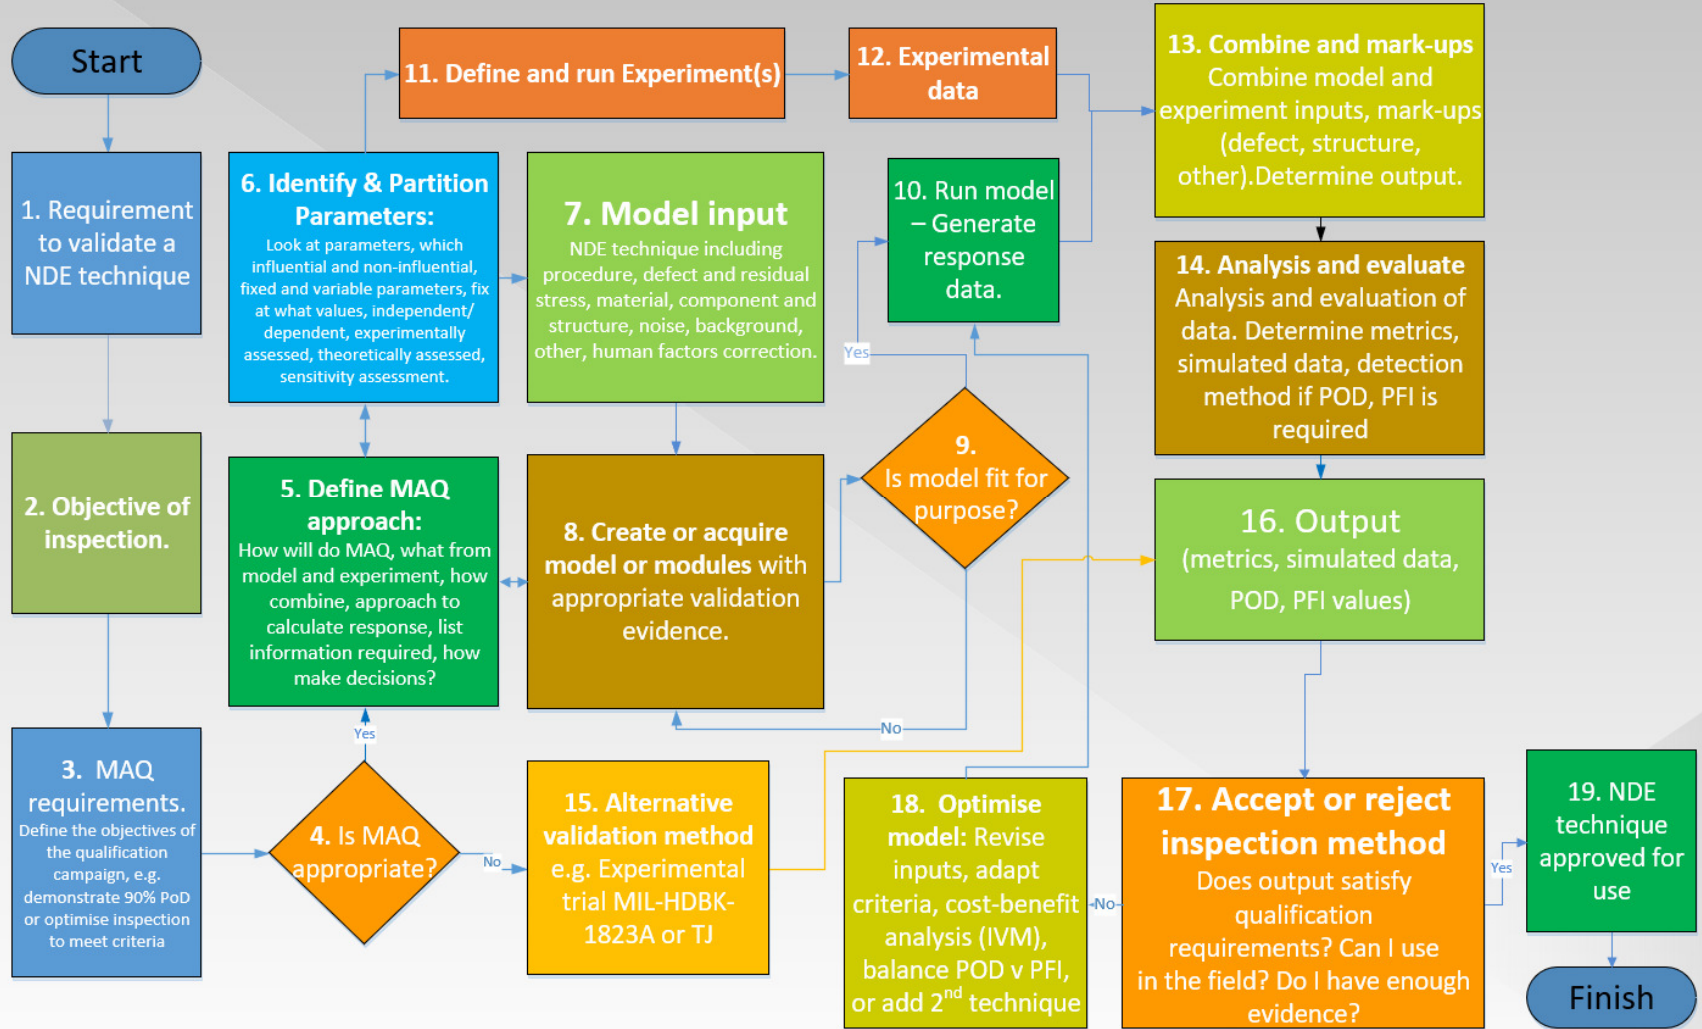 Start
1. Requirement
to validate a
NDE technique
2. Objective of
inspection.
3.  MAQ
requirements.
Define the objectives of
the qualification
campaign, e.g.
demonstrate 90% PoD
or optimise inspection
to meet criteria
4. Is MAQ
appropriate?
Yes
No
5. Define MAQ
approach:
How will do MAQ, what from
model and experiment, how
combine, approach to
calculate response, list
information required, how
make decisions?
6. Identify & Partition
Parameters:
Look at parameters, which
influential and non-influential,
fixed and variable parameters, fix
at what values, independent/
dependent, experimentally
assessed, theoretically assessed,
sensitivity assessment.
7. Model input
NDE technique including
procedure, defect and residual
stress, material, component and
structure, noise, background,
other, human factors correction.
8. Create or acquire
model or modules with
appropriate validation
evidence.
9.
Is model fit for
purpose?
Yes
No
10. Run model
– Generate
response
data.
11. Define and run Experiment(s)
12. Experimental
data
13. Combine and mark-ups
Combine model and
experiment inputs, mark-ups
(defect, structure,
other).Determine output.
14. Analysis and evaluate
Analysis and evaluation of
data. Determine metrics,
simulated data, detection
method if POD, PFI is
required
15. Alternative
validation method
e.g. Experimental
trial MIL-HDBK-
1823A or TJ
16. Output
(metrics, simulated data,
POD, PFI values)
17. Accept or reject
inspection method
Does output satisfy
qualification
requirements? Can I use
in the field? Do I have enough
evidence?
No
Yes
18.  Optimise
model: Revise
inputs, adapt
criteria, cost-benefit
analysis (IVM),
balance POD v PFI,
or add 2nd technique
19. NDE
technique
approved for
use
Finish